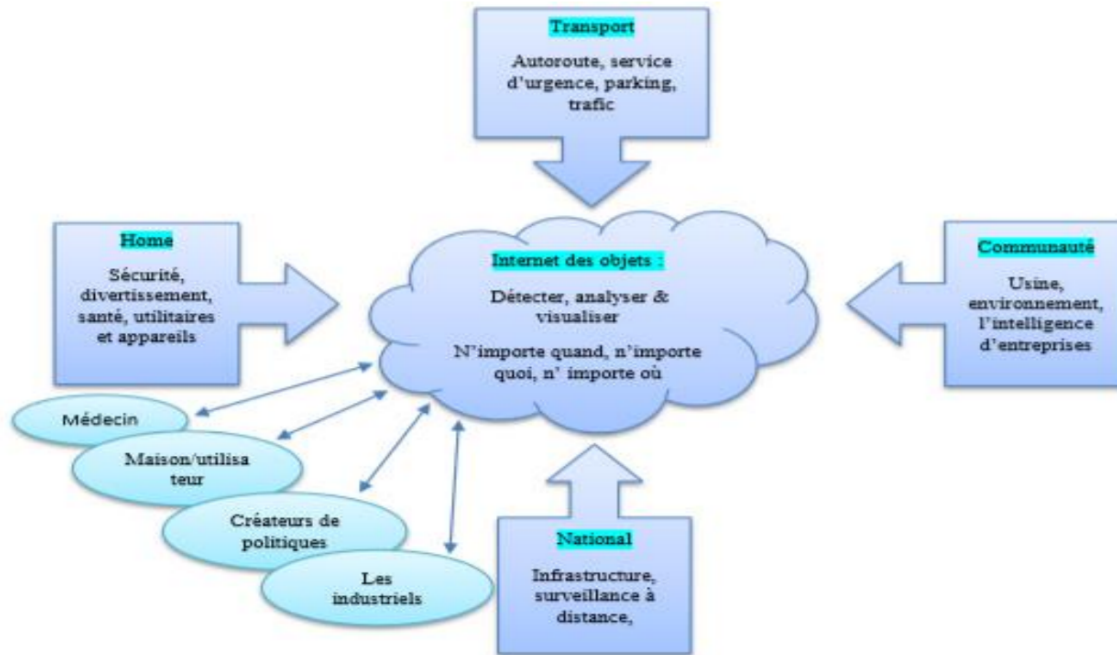 Transport
Autoroute, service
d'urgence, parking,
trafic
Home
Sécurité,
divertissement,
santé, utilitaires
et appareils
Internet des objets :
Détecter, analyser &
visualiser
N'importe quand, n'importe
quoi, n' importe où
Communauté
Usine,
environnement,
l'intelligence
d'entreprises
Médecin
Maison/utilisa
teur
Créateurs de
politiques
Les
industriels
National
Infrastructure,
surveillance à
distance,